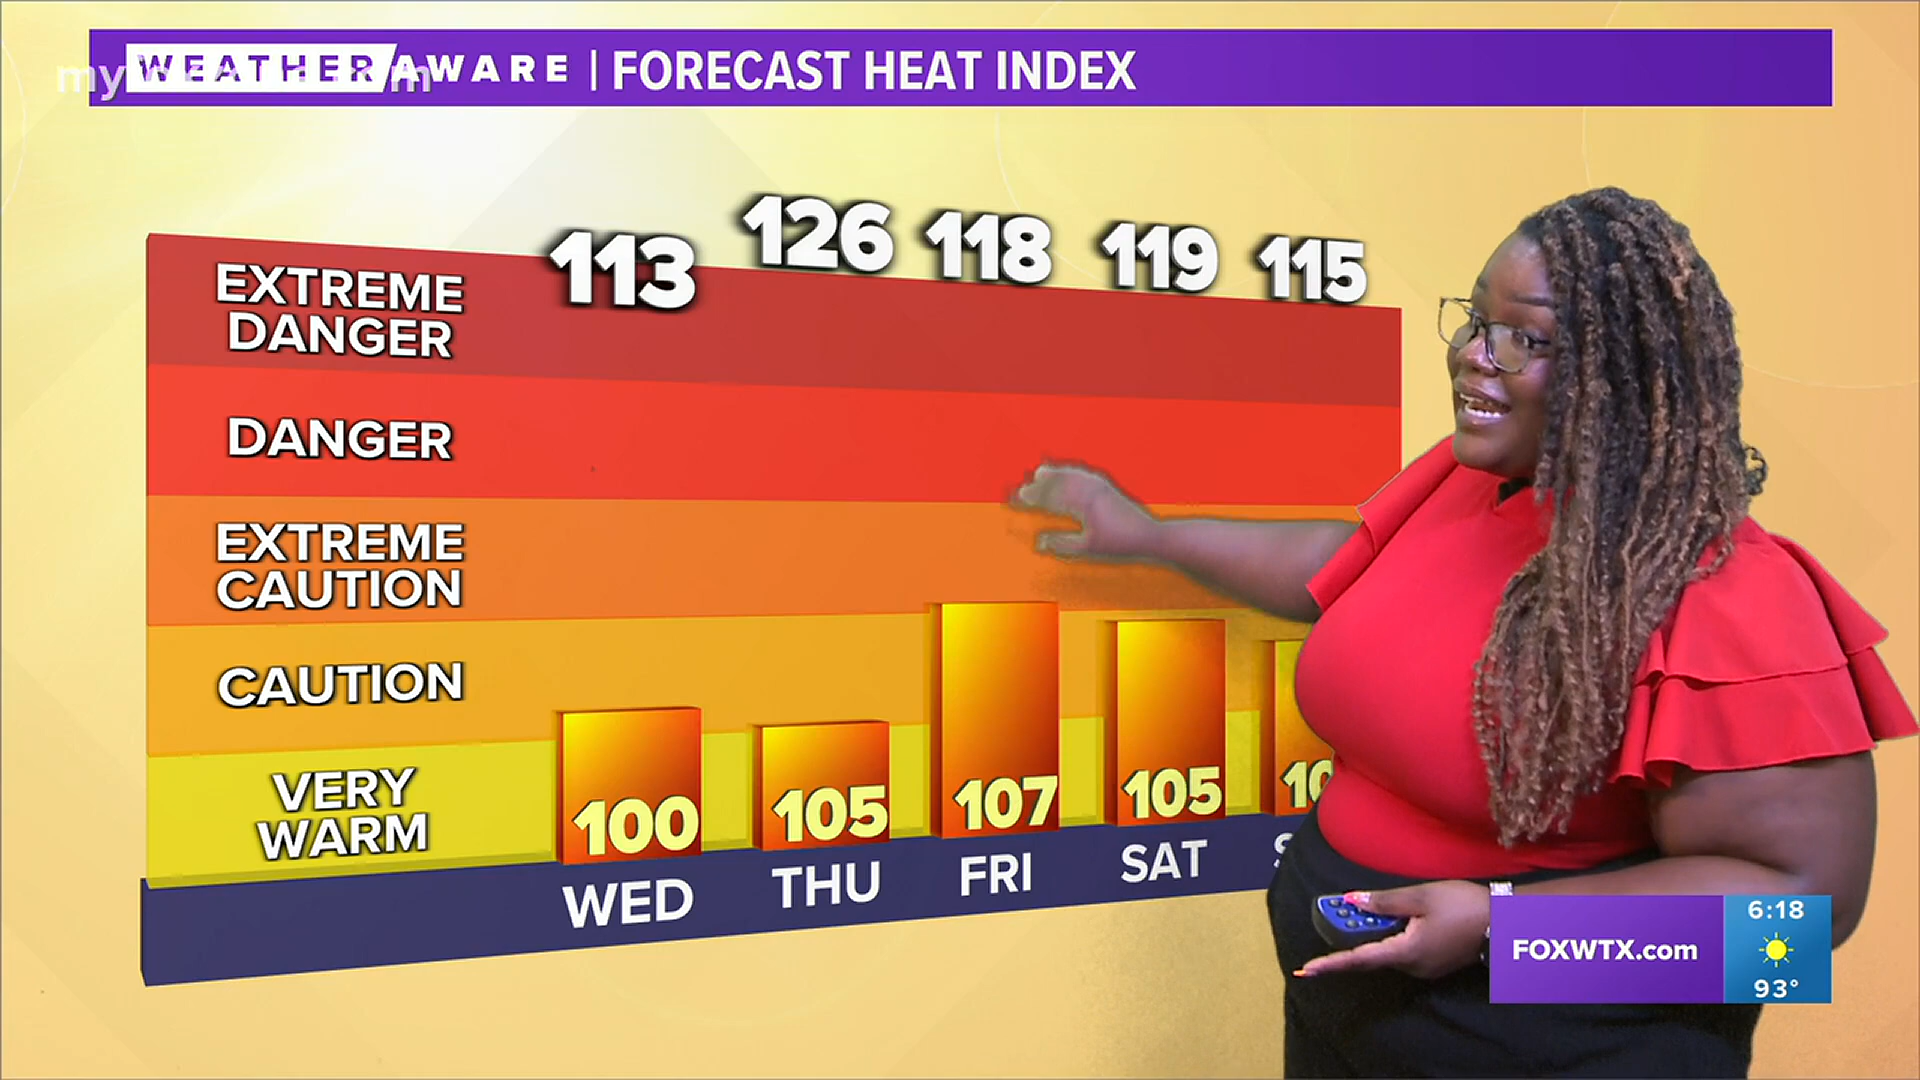 WEATHER AWARE | FORECAST HEAT INDEX
113 126 118 119 115
EXTREME
DANGER
DANGER
EXTREME
CAUTION
CAUTION
VERY
WARM
100 105 107 105
WED THU FRI SAT
FOXWTX.com
6:18
93°